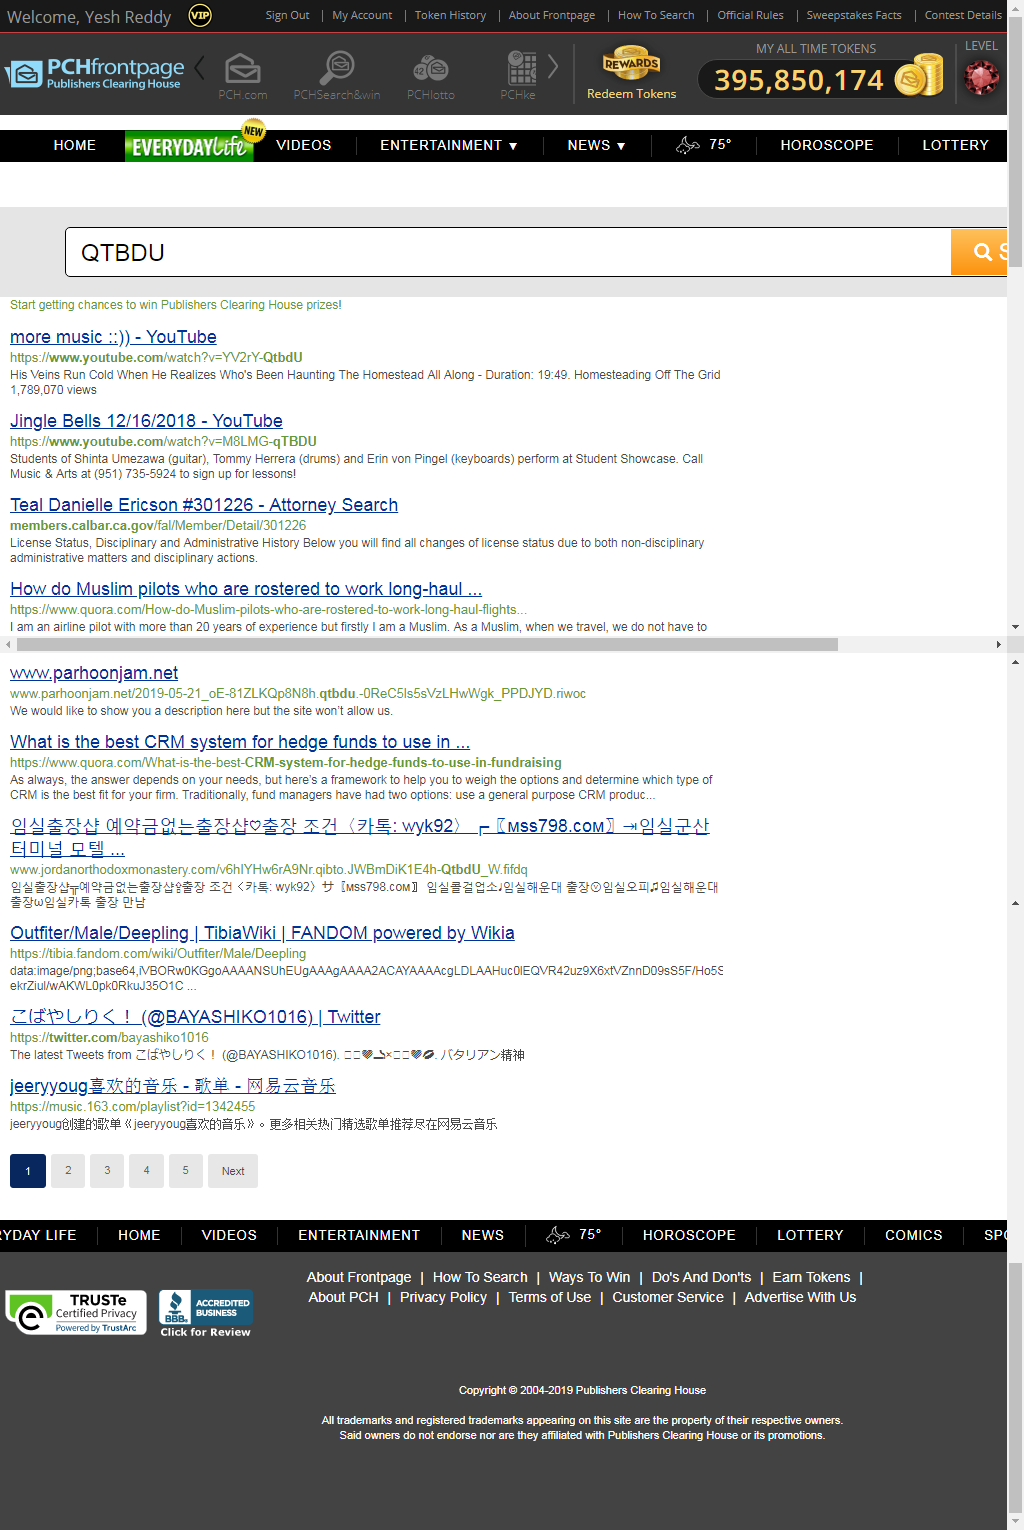 Welcome, Yesh Reddy VIP Sign Out | My Account | Token History | About Frontpage | How To Search | Official Rules | Sweepstakes Facts | Contest Details
PCHfrontpage
Publishers Clearing House
PCH.com PCHSearch&win PCHlotto PCHke
REWARDS
Redeem Tokens
MY ALL TIME TOKENS
395,850,174
LEVEL
HOME EVERYDAY Life NEW VIDEOS ENTERTAINMENT ▼ NEWS ▼ 75° HOROSCOPE LOTTERY
QTBDU S
Start getting chances to win Publishers Clearing House prizes!
more music ::)) - YouTube
https://www.youtube.com/watch?v=YV2rY-QtbdU
His Veins Run Cold When He Realizes Who's Been Haunting The Homestead All Along - Duration: 19:49. Homesteading Off The Grid
1,789,070 views
Jingle Bells 12/16/2018 - YouTube
https://www.youtube.com/watch?v=M8LMG-qTBDU
Students of Shinta Umezawa (guitar), Tommy Herrera (drums) and Erin von Pingel (keyboards) perform at Student Showcase. Call
Music & Arts at (951) 735-5924 to sign up for lessons!
Teal Danielle Ericson #301226 - Attorney Search
members.calbar.ca.gov/fal/Member/Detail/301226
License Status, Disciplinary and Administrative History Below you will find all changes of license status due to both non-disciplinary
administrative matters and disciplinary actions.
How do Muslim pilots who are rostered to work long-haul ...
https://www.quora.com/How-do-Muslim-pilots-who-are-rostered-to-work-long-haul-flights...
I am an airline pilot with more than 20 years of experience but firstly I am a Muslim. As a Muslim, when we travel, we do not have to
www.parhoonjam.net
www.parhoonjam.net/2019-05-21_oE-81ZLKQp8N8h.qtbdu.-0ReC5Is5sVzLHwWgk_PPDJYD.riwoc
We would like to show you a description here but the site won't allow us.
What is the best CRM system for hedge funds to use in ...
https://www.quora.com/What-is-the-best-CRM-system-for-hedge-funds-to-use-in-fundraising
As always, the answer depends on your needs, but here's a framework to help you to weigh the options and determine which type of
CRM is the best fit for your firm. Traditionally, fund managers have had two options: use a general purpose CRM produc...
임실출장샵 예약금없는출장샵♡출장 조건〈카톡: wyk92〉┏〖мss798.coм〗⇥임실군산
터미널 모텔 ...
www.jordanorthodoxmonastery.com/v6hIYHw6rA9Nr.qibto.JWBmDiK1E4h-QtbdU_W.fifdq
임실출장샵╦예약금없는출장샵♀출장 조건〈카톡: wyk92〉サ〖мss798.coм〗 임실콜걸업소♩임실해운대 출장⊙임실오피♫임실해운대
출장ω임실카톡 출장 만남
Outfiter/Male/Deepling | TibiaWiki | FANDOM powered by Wikia
https://tibia.fandom.com/wiki/Outfiter/Male/Deepling
data:image/png;base64,iVBORw0KGgoAAAANSUhEUgAAAgAAAA2ACAYAAAAcgLDLAAHuc0lEQVR42uz9X6xtVZnnD09sS5F/Ho5S
ekrZiul/wAKWL0pk0RkuJ35O1C ...
こばやしりく！ (@BAYASHIKO1016) | Twitter
https://twitter.com/bayashiko1016
The latest Tweets from こばやしりく！ (@BAYASHIKO1016). バタリアン精神
jeeryyoug喜欢的音乐 - 歌单 - 网易云音乐
https://music.163.com/playlist?id=1342455
jeeryyoug创建的歌单《jeeryyoug喜欢的音乐》。更多相关热门精选歌单推荐尽在网易云音乐
1 2 3 4 5 Next
RYDAY LIFE HOME VIDEOS ENTERTAINMENT NEWS 75° HOROSCOPE LOTTERY COMICS SPO
About Frontpage | How To Search | Ways To Win | Do's And Don'ts | Earn Tokens |
About PCH | Privacy Policy | Terms of Use | Customer Service | Advertise With Us
TRUSTe
Certified Privacy
Powered by TrustArc
BBB. ACCREDITED BUSINESS
Click for Review
Copyright © 2004-2019 Publishers Clearing House
All trademarks and registered trademarks appearing on this site are the property of their respective owners.
Said owners do not endorse nor are they affiliated with Publishers Clearing House or its promotions.